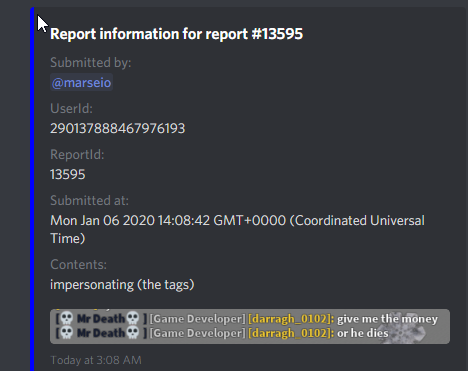 Report information for report #13595
Submitted by:
@marseio
UserId:
290137888467976193
ReportId:
13595
Submitted at:
Mon Jan 06 2020 14:08:42 GMT+0000 (Coordinated Universal
Time)
Contents:
impersonating (the tags)
[💀 Mr Death💀 ] [Game Developer] [darragh_0102]: give me the money
[💀 Mr Death💀 ] [Game Developer] [darragh_0102]: or he dies
Today at 3:08 AM